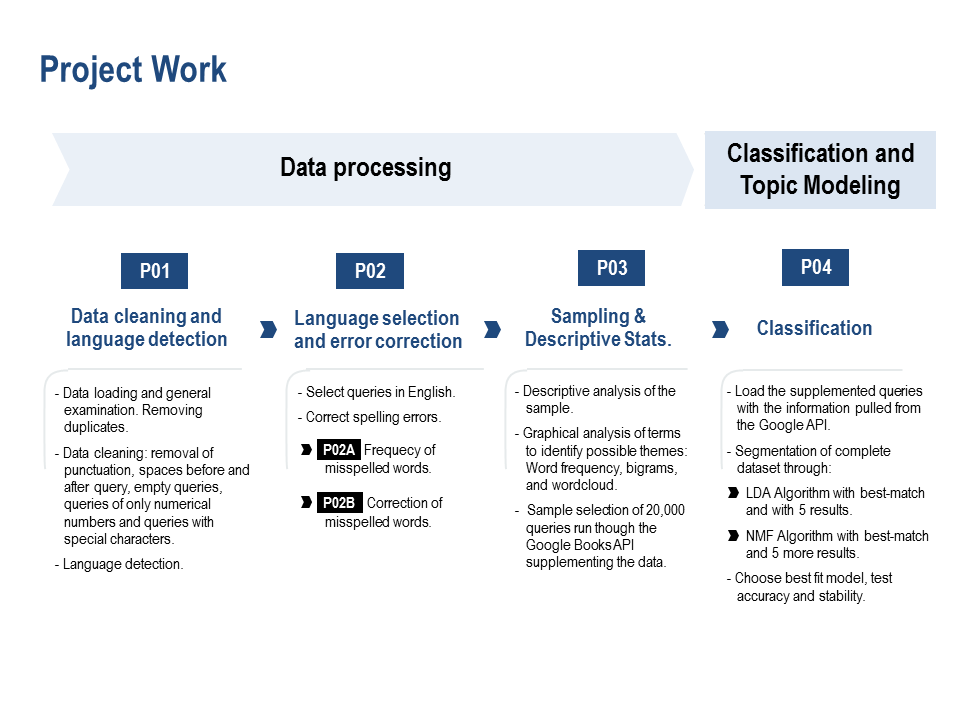 Project Work
Data processing
Classification and
Topic Modeling
P01
Data cleaning and
language detection
- Data loading and general
examination. Removing
duplicates.
- Data cleaning: removal of
punctuation, spaces before and
after query, empty queries,
queries of only numerical
numbers and queries with
special characters.
- Language detection.
P02
Language selection
and error correction
- Select queries in English.
- Correct spelling errors.
P02A Frequecy of
misspelled words.
P02B Correction of
misspelled words.
P03
Sampling &
Descriptive Stats.
- Descriptive analysis of the
sample.
- Graphical analysis of terms
to identify possible themes:
Word frequency, bigrams,
and wordcloud.
- Sample selection of 20,000
queries run though the
Google Books API
supplementing the data.
P04
Classification
- Load the supplemented queries
with the information pulled from
the Google API.
- Segmentation of complete
dataset through:
LDA Algorithm with best-match
and with 5 results.
NMF Algorithm with best-match
and 5 more results.
- Choose best fit model, test
accuracy and stability.